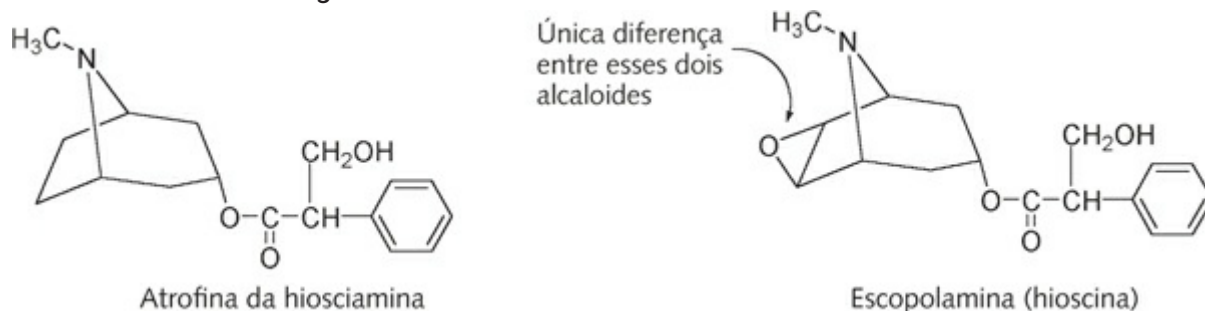 H₃C
N
CH₂OH
O
C
CH
O
Atrofina da hiosciamina
Única diferença
entre esses dois
alcaloides
H₃C
N
O
CH₂OH
O
C
CH
O
Escopolamina (hioscina)